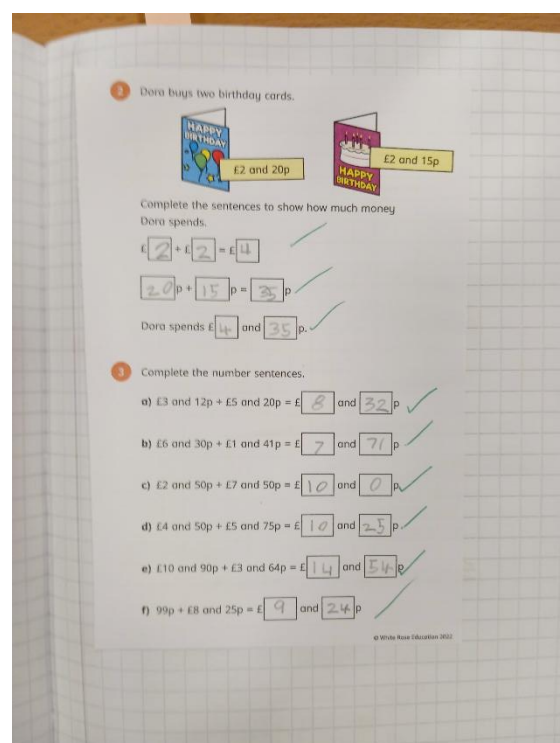 2 Dora buys two birthday cards.
HAPPY
BIRTHDAY
£2 and 20p
£2 and 15p
HAPPY
BIRTHDAY
Complete the sentences to show how much money
Dora spends.
£2 + £2 = £4
20p + 15p = 35p
Dora spends £4 and 35p.
3 Complete the number sentences.
a) £3 and 12p + £5 and 20p = £8 and 32p
b) £6 and 30p + £1 and 41p = £7 and 71p
c) £2 and 50p + £7 and 50p = £10 and 0p
d) £4 and 50p + £5 and 75p = £10 and 25p
e) £10 and 90p + £3 and 64p = £14 and 54p
f) 99p + £8 and 25p = £9 and 24p
© White Rose Education 2022